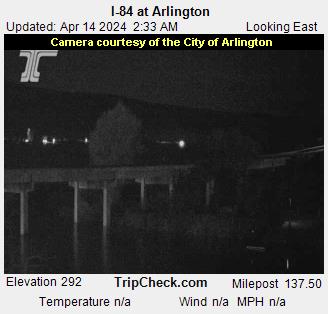 I-84 at Arlington
Updated: Apr 14 2024 2:33 AM Looking East
Camera courtesy of the City of Arlington
Elevation 292 TripCheck.com Milepost 137.50
Temperature n/a Wind n/a MPH n/a